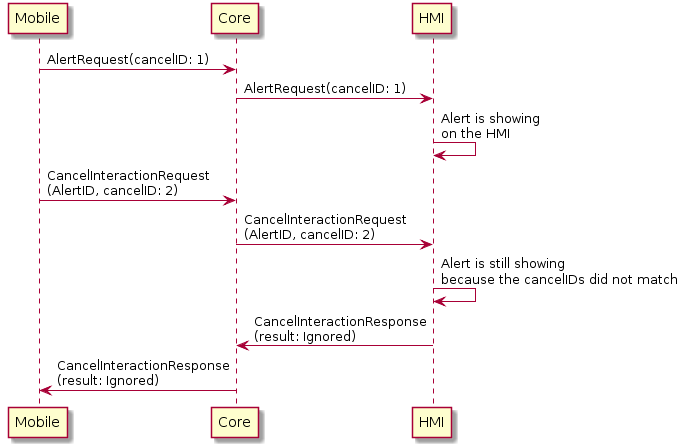 Mobile
Core
HMI
AlertRequest(cancelID: 1)
AlertRequest(cancelID: 1)
Alert is showing
on the HMI
CancelInteractionRequest
(AlertID, cancelID: 2)
CancelInteractionRequest
(AlertID, cancelID: 2)
Alert is still showing
because the cancelIDs did not match
CancelInteractionResponse
(result: Ignored)
CancelInteractionResponse
(result: Ignored)
Mobile
Core
HMI